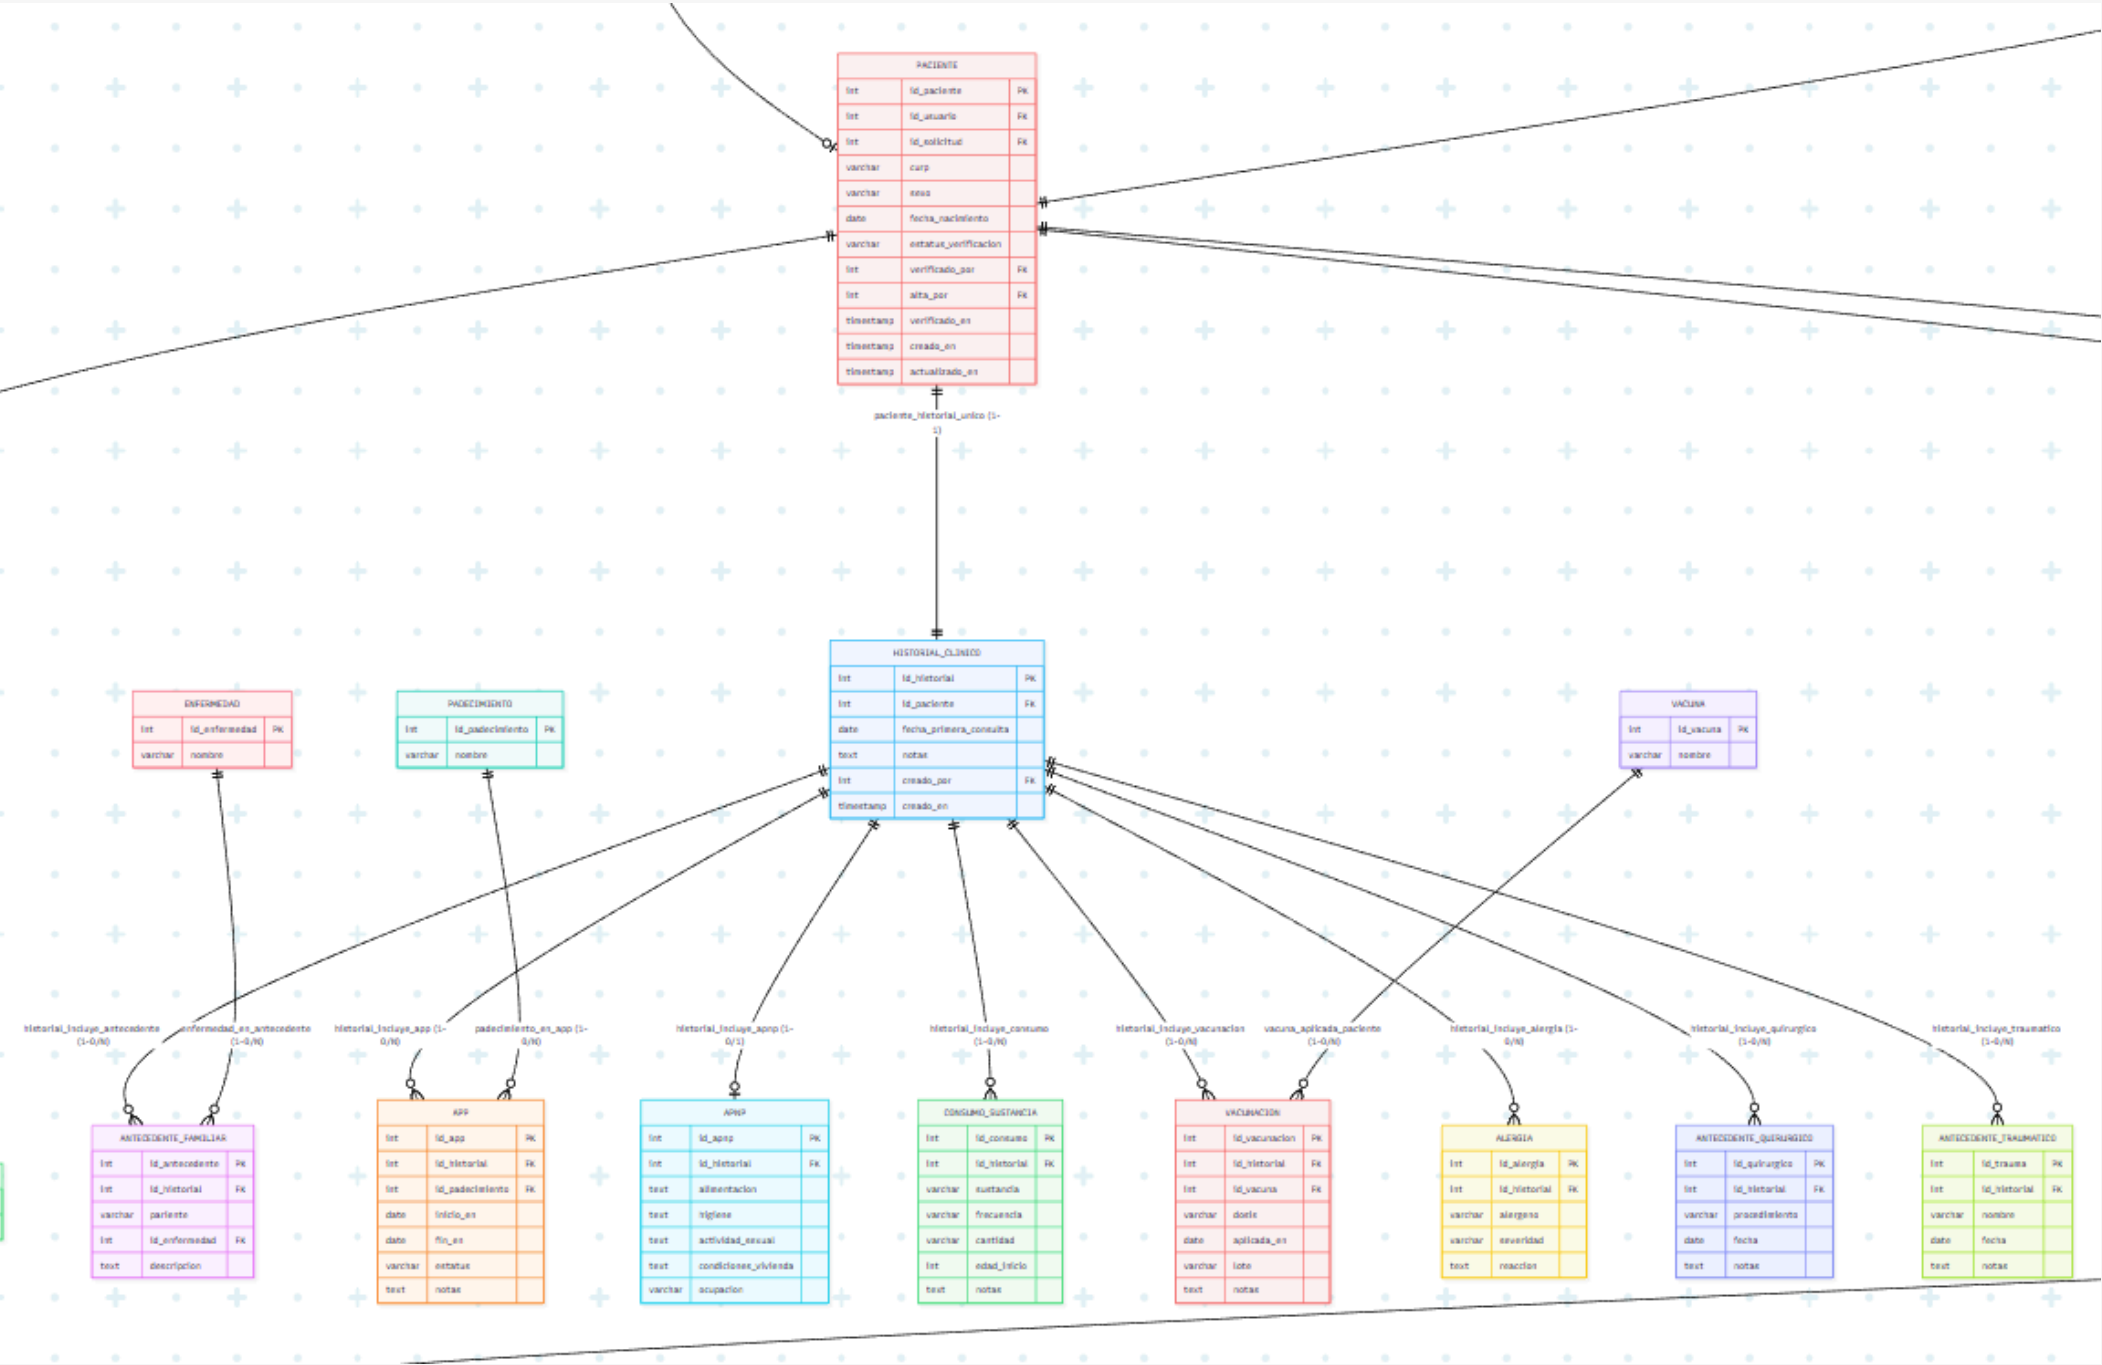 PACIENTE
int id_paciente PK
int id_usuario FK
int id_solicitud FK
varchar curp
varchar sexo
date fecha_nacimiento
varchar estatus_verificacion
int verificado_por FK
int alta_por FK
timestamp verificado_en
timestamp creado_en
timestamp actualizado_en
paciente_historial_unico (1-
1)
HISTORIAL_CLINICO
int id_historial PK
int id_paciente FK
date fecha_primera_consulta
text notas
int creado_por FK
timestamp creado_en
ENFERMEDAD
int id_enfermedad PK
varchar nombre
PADECIMIENTO
int id_padecimiento PK
varchar nombre
VACUNA
int id_vacuna PK
varchar nombre
historial_incluye_antecedente
(1-0/N)
enfermedad_en_antecedente
(1-0/N)
historial_incluye_app (1-
0/N)
padecimiento_en_app (1-
0/N)
historial_incluye_apnp (1-
0/1)
historial_incluye_consumo
(1-0/N)
historial_incluye_vacunacion
(1-0/N)
vacuna_aplicada_paciente
(1-0/N)
historial_incluye_alergia (1-
0/N)
historial_incluye_quirurgico
(1-0/N)
historial_incluye_traumatico
(1-0/N)
ANTECEDENTE_FAMILIAR
int id_antecedente PK
int id_historial FK
varchar pariente
int id_enfermedad FK
text descripcion
APP
int id_app PK
int id_historial FK
int id_padecimiento FK
date inicio_en
date fin_en
varchar estatus
text notas
APNP
int id_apnp PK
int id_historial FK
text alimentacion
text higiene
text actividad_sexual
text condiciones_vivienda
varchar ocupacion
CONSUMO_SUSTANCIA
int id_consumo PK
int id_historial FK
varchar sustancia
varchar frecuencia
varchar cantidad
int edad_inicio
text notas
VACUNACION
int id_vacunacion PK
int id_historial FK
int id_vacuna FK
varchar dosis
date aplicada_en
varchar lote
text notas
ALERGIA
int id_alergia PK
int id_historial FK
varchar alergeno
varchar severidad
text reaccion
ANTECEDENTE_QUIRURGICO
int id_quirurgico PK
int id_historial FK
varchar procedimiento
date fecha
text notas
ANTECEDENTE_TRAUMATICO
int id_trauma PK
int id_historial FK
varchar nombre
date fecha
text notas